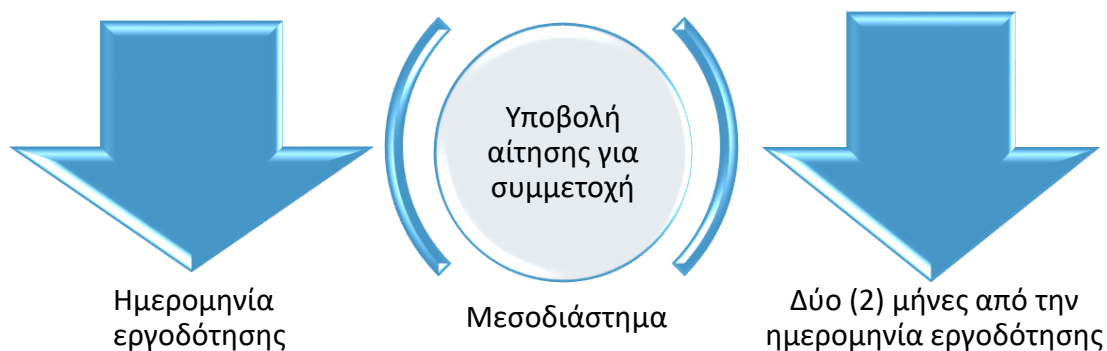 Υποβολή
αίτησης για
συμμετοχή
Ημερομηνία
εργοδότησης
Μεσοδιάστημα
Δύο (2) μήνες από την
ημερομηνία εργοδότησης